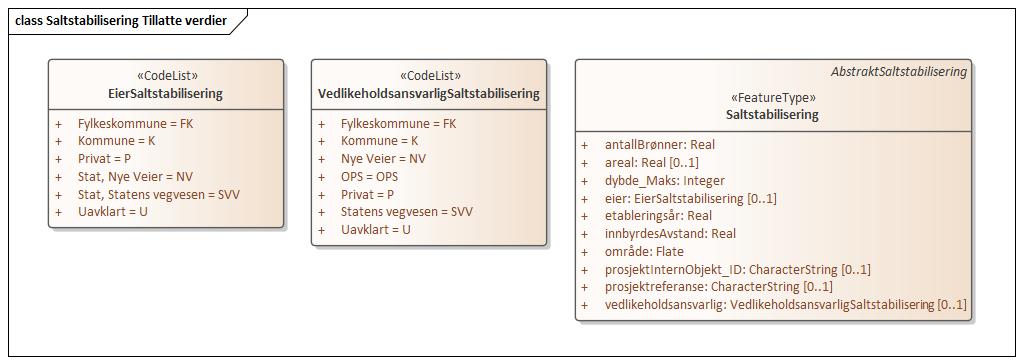 class Saltstabilisering Tillatte verdier
«CodeList»
EierSaltstabilisering
+ Fylkeskommune = FK
+ Kommune = K
+ Privat = P
+ Stat, Nye Veier = NV
+ Stat, Statens vegvesen = SVV
+ Uavklart = U
«CodeList»
VedlikeholdsansvarligSaltstabilisering
+ Fylkeskommune = FK
+ Kommune = K
+ Nye Veier = NV
+ OPS = OPS
+ Privat = P
+ Statens vegvesen = SVV
+ Uavklart = U
AbstraktSaltstabilisering
«FeatureType»
Saltstabilisering
+ antallBrønner: Real
+ areal: Real [0..1]
+ dybde_Maks: Integer
+ eier: EierSaltstabilisering [0..1]
+ etableringsår: Real
+ innbyrdesAvstand: Real
+ område: Flate
+ prosjektInternObjekt_ID: CharacterString [0..1]
+ prosjektreferanse: CharacterString [0..1]
+ vedlikeholdsansvarlig: VedlikeholdsansvarligSaltstabilisering [0..1]